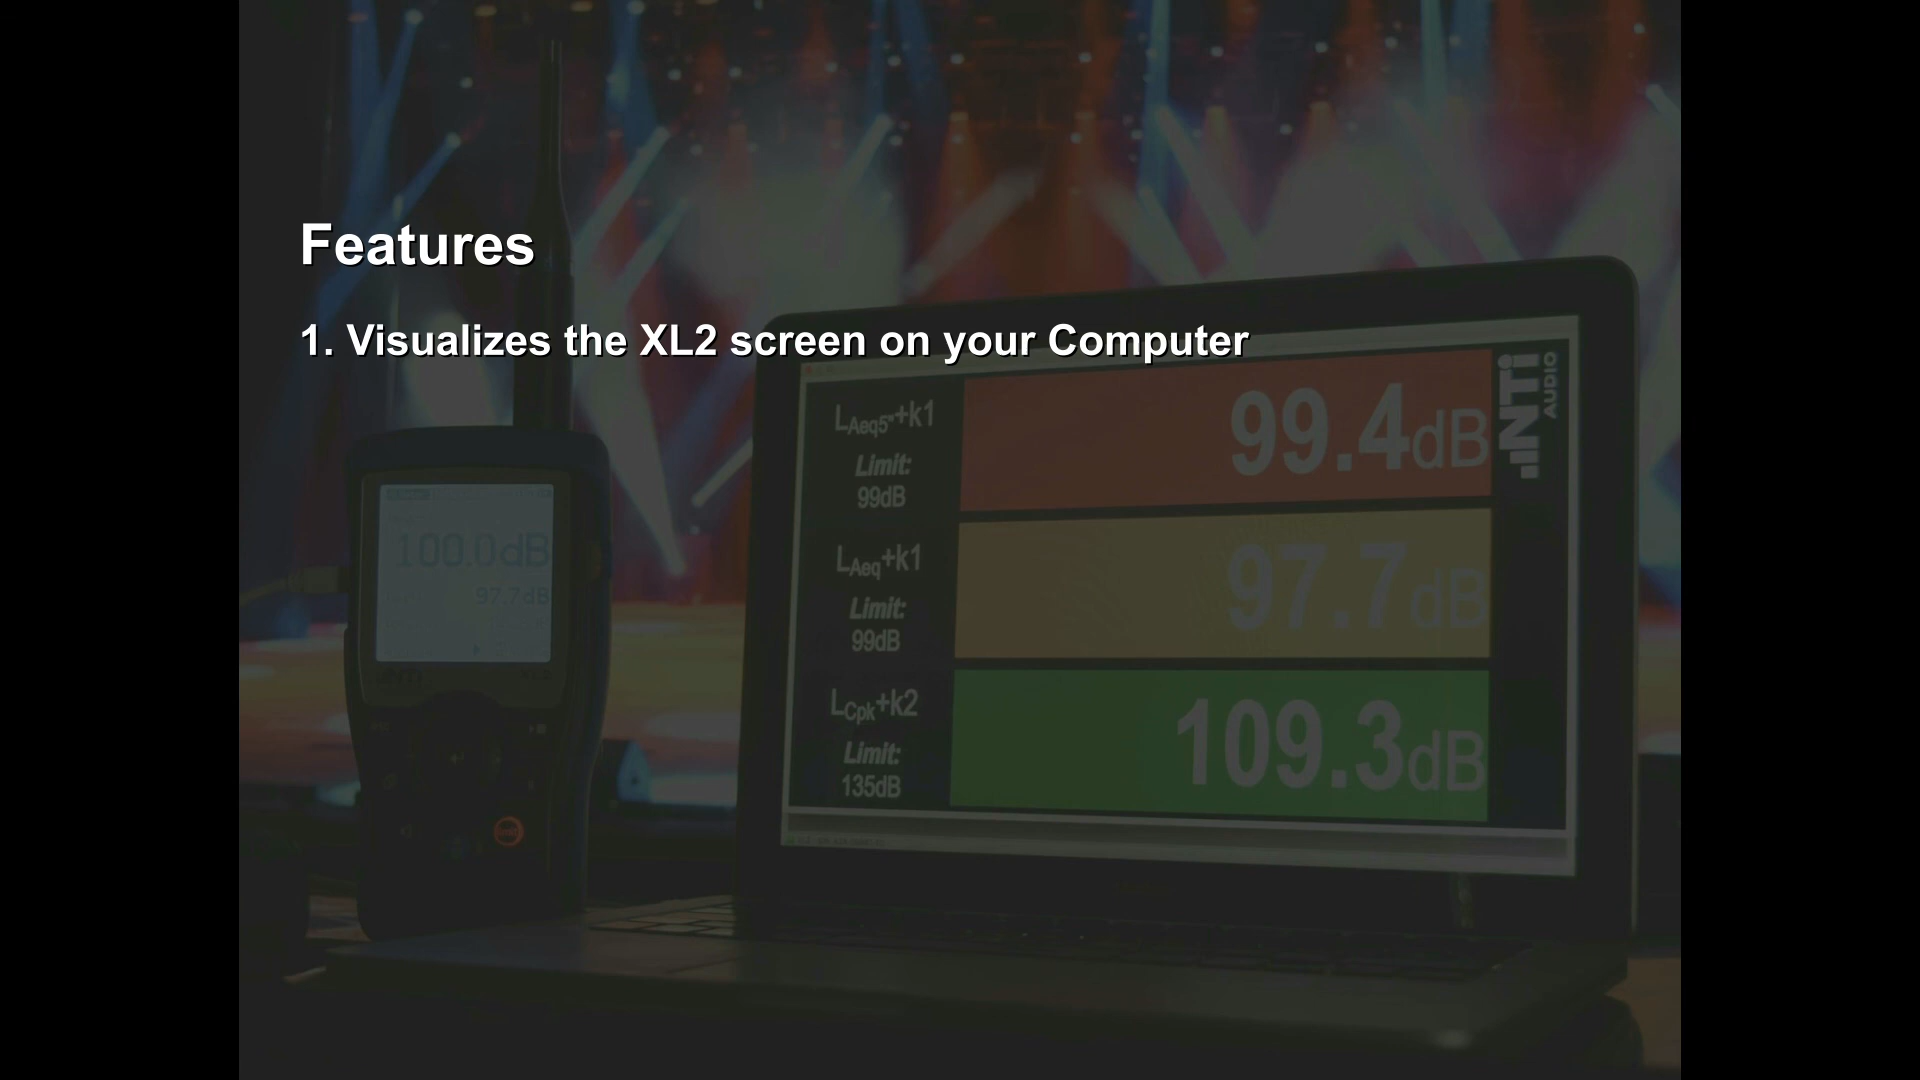 Features
1. Visualizes the XL2 screen on your Computer
LAeq5"+k1
Limit:
99dB
99.4dB
NTi
AUDIO
LAeq+k1
Limit:
99dB
97.7dB
LCpk+k2
Limit:
135dB
109.3dB
100.0dB
97.7dB